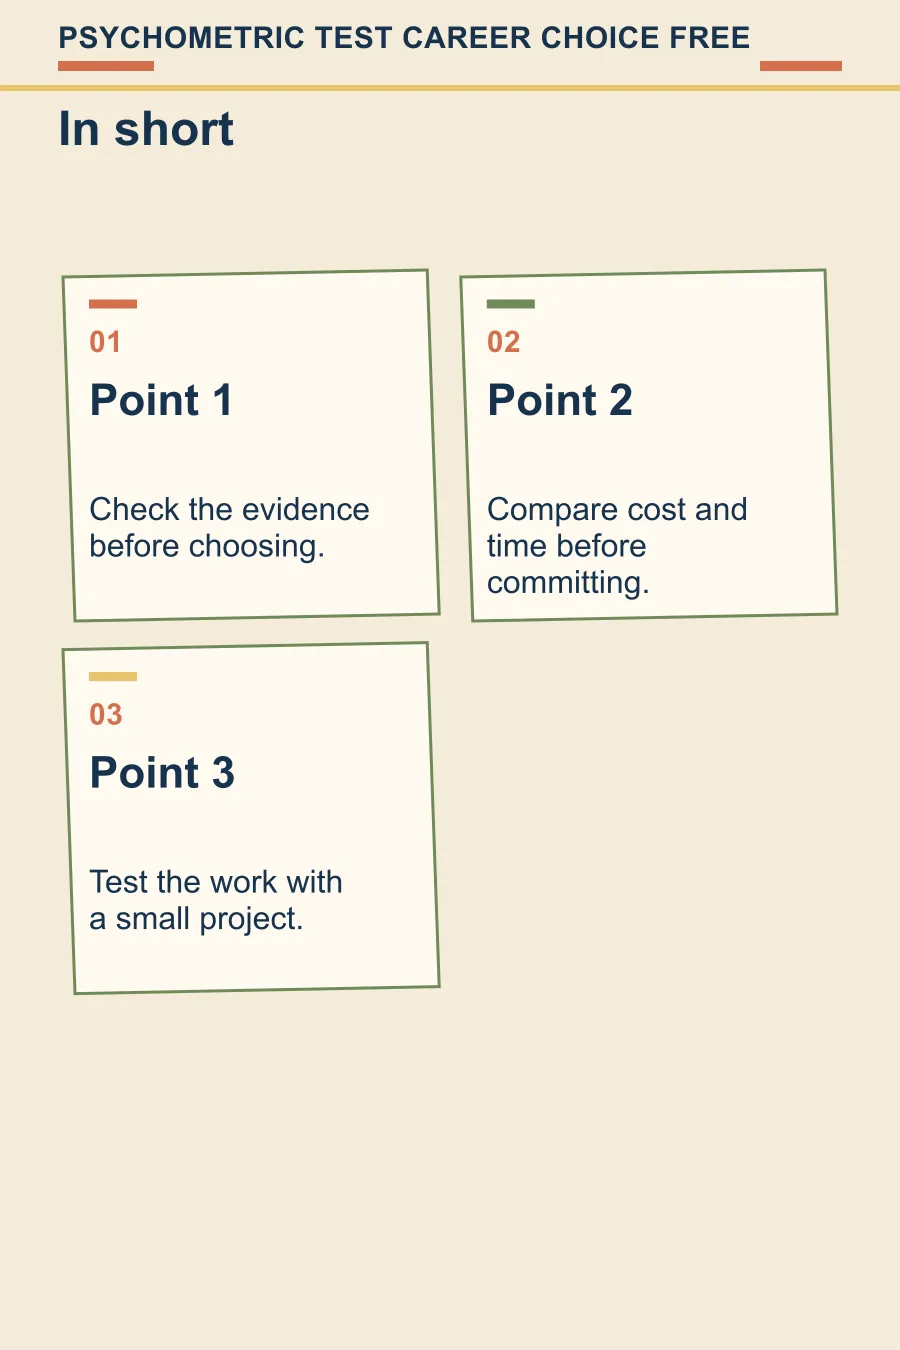 PSYCHOMETRIC TEST CAREER CHOICE FREE
In short
01
Point 1
Check the evidence
before choosing.
02
Point 2
Compare cost and
time before
committing.
03
Point 3
Test the work with
a small project.